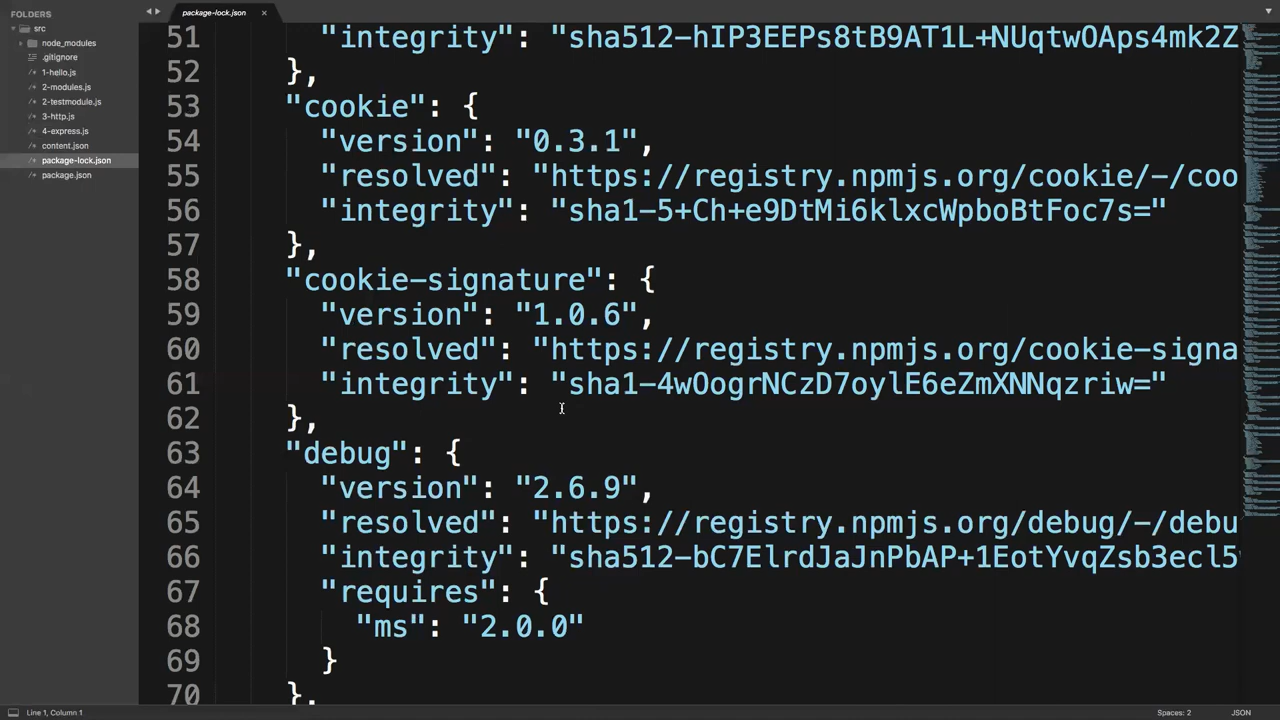 FOLDERS
src
node_modules
.gitignore
1-hello.js
2-modules.js
2-testmodule.js
3-http.js
4-express.js
content.json
package-lock.json
package.json
package-lock.json ×
51 "integrity": "sha512-hIP3EEPs8tB9AT1L+NUqtwOAps4mk2Z
52 },
53 "cookie": {
54 "version": "0.3.1",
55 "resolved": "https://registry.npmjs.org/cookie/-/coo
56 "integrity": "sha1-5+Ch+e9DtMi6klxcWpboBtFoc7s="
57 },
58 "cookie-signature": {
59 "version": "1.0.6",
60 "resolved": "https://registry.npmjs.org/cookie-signa
61 "integrity": "sha1-4wOogrNCzD7oylE6eZmXNNqzriw="
62 },
63 "debug": {
64 "version": "2.6.9",
65 "resolved": "https://registry.npmjs.org/debug/-/debu
66 "integrity": "sha512-bC7ElrdJaJnPbAP+1EotYvqZsb3ecl5
67 "requires": {
68 "ms": "2.0.0"
69 }
70 },
Line 1, Column 1
Spaces: 2
JSON